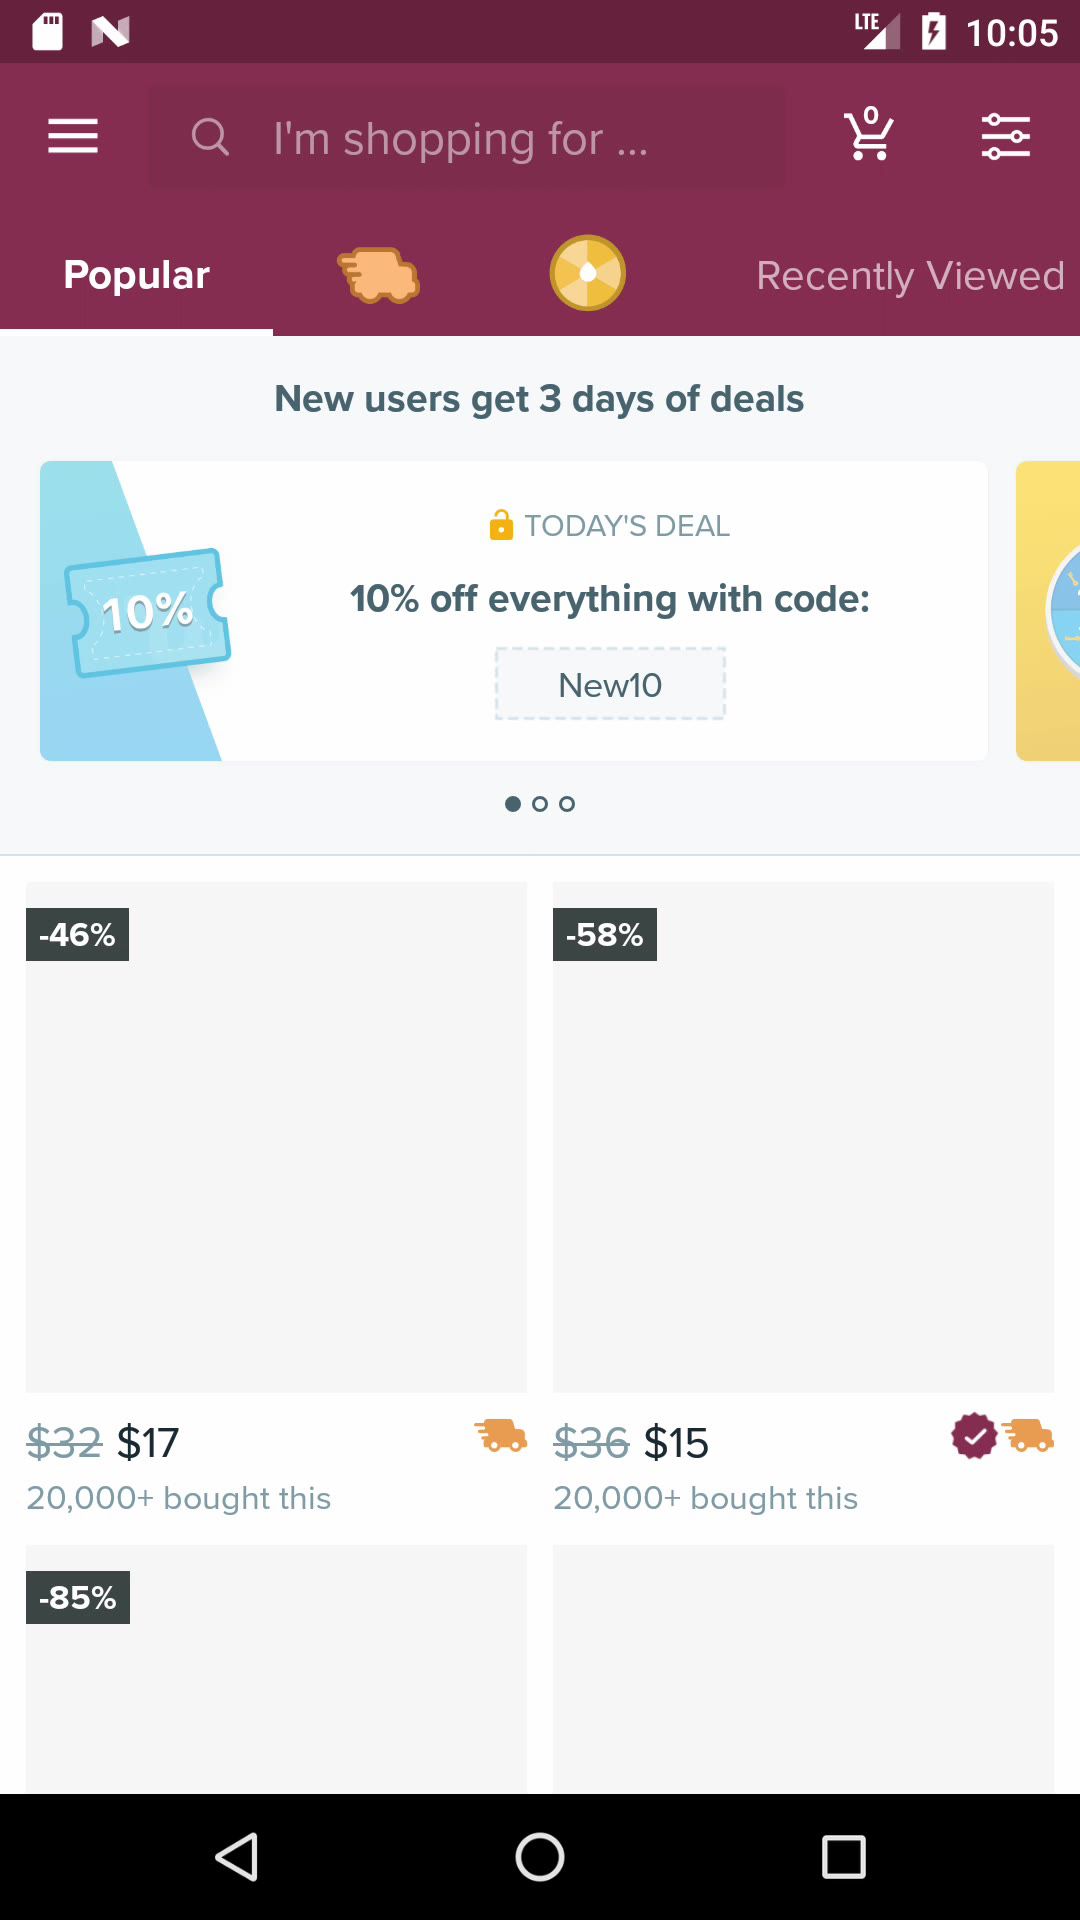 LTE 10:05
I'm shopping for ...
0
Popular
Recently Viewed
New users get 3 days of deals
10%
TODAY'S DEAL
10% off everything with code:
New10
-46%
-58%
$32 $17
$36 $15
20,000+ bought this
20,000+ bought this
-85%